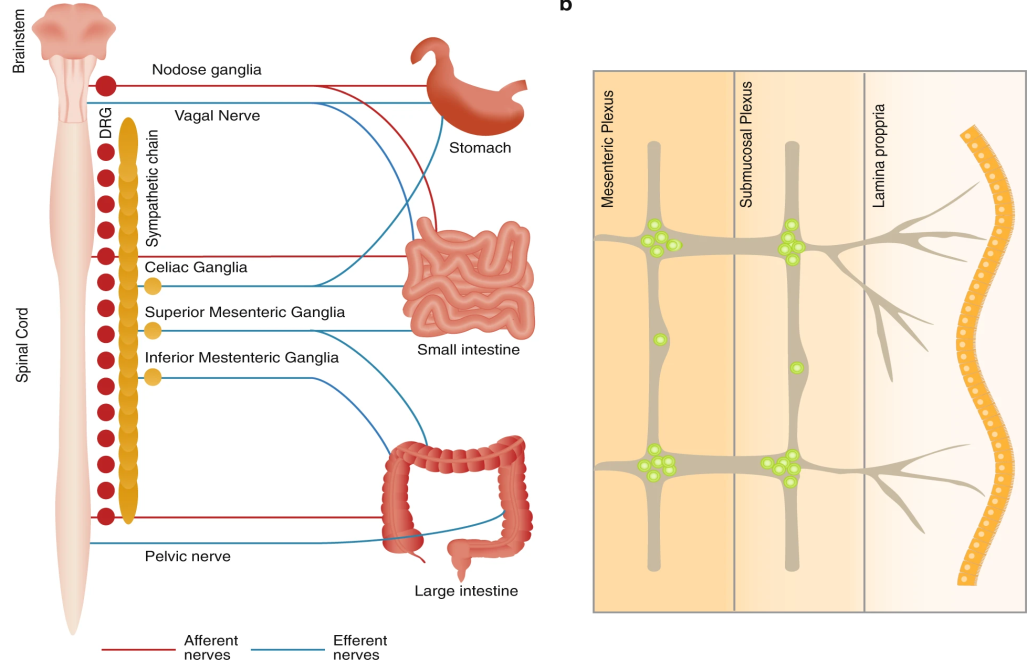 Brainstem
Nodose ganglia
Vagal Nerve
DRG
Sympathetic chain
Stomach
Celiac Ganglia
Superior Mesenteric Ganglia
Small intestine
Inferior Mestenteric Ganglia
Spinal Cord
Pelvic nerve
Large intestine
Afferent
nerves
Efferent
nerves
b
Mesenteric Plexus
Submucosal Plexus
Lamina propppria